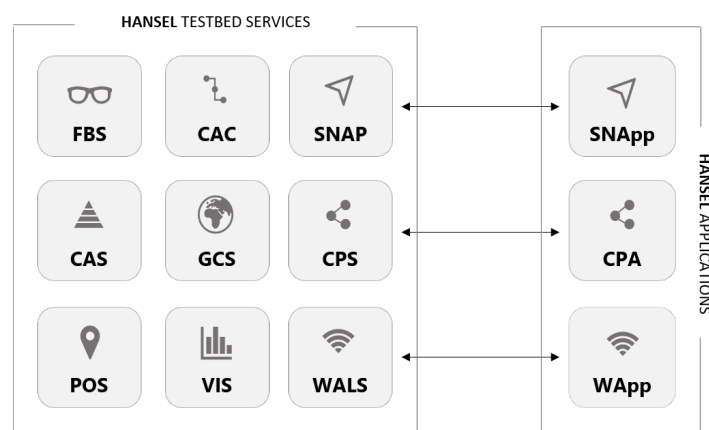 HANSEL TESTBED SERVICES
FBS
CAC
SNAP
SNApp
CAS
GCS
CPS
CPA
POS
VIS
WALS
WApp
HANSEL APPLICATIONS